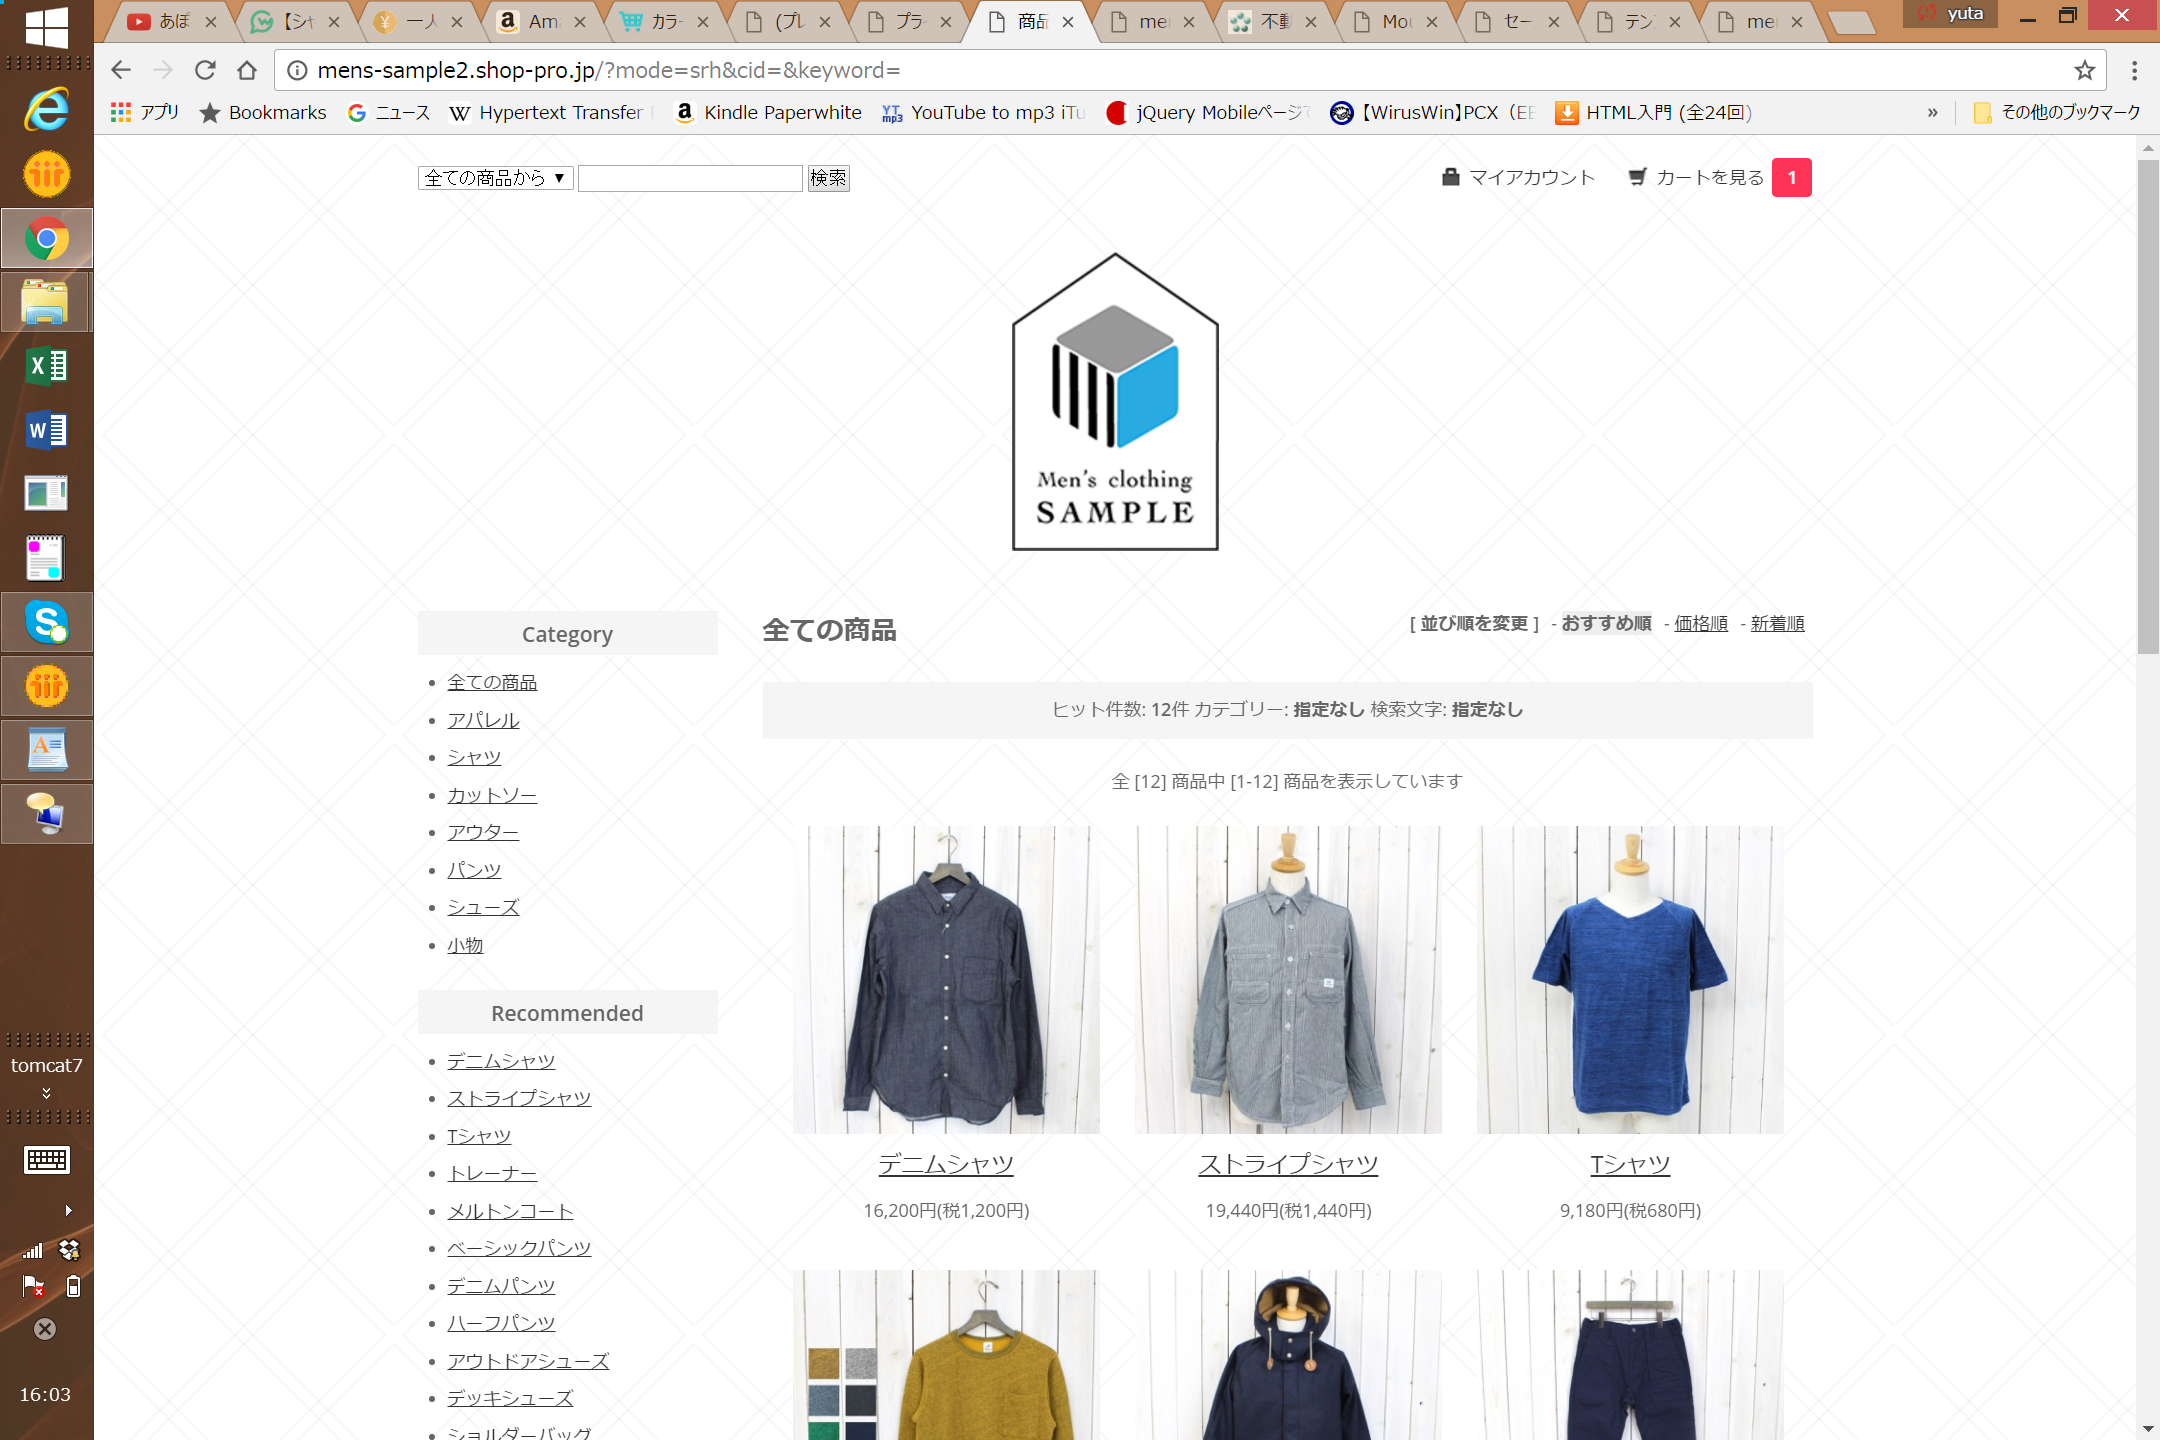 あぽ
【シャ
一人
Ama
カラー
(プレ
プラ
商品
men
不動
Mou
セー
テン
men
yuta
mens-sample2.shop-pro.jp/?mode=srh&cid=&keyword=
アプリ
Bookmarks
ニュース
Hypertext Transfer
Kindle Paperwhite
YouTube to mp3 iTu
jQuery Mobileページで
【WirusWin】PCX（EB
HTML入門 (全24回)
»
その他のブックマーク
全ての商品から ▼
検索
マイアカウント
カートを見る 1
Men's clothing
SAMPLE
Category
全ての商品
アパレル
シャツ
カットソー
アウター
パンツ
シューズ
小物
Recommended
デニムシャツ
ストライプシャツ
Tシャツ
トレーナー
メルトンコート
ベーシックパンツ
デニムパンツ
ハーフパンツ
アウトドアシューズ
デッキシューズ
ショルダーバッグ
全ての商品
[ 並び順を変更 ] - おすすめ順 - 価格順 - 新着順
ヒット件数: 12件 カテゴリー: 指定なし 検索文字: 指定なし
全 [12] 商品中 [1-12] 商品を表示しています
デニムシャツ
16,200円(税1,200円)
ストライプシャツ
19,440円(税1,440円)
Tシャツ
9,180円(税680円)
tomcat7
16:03